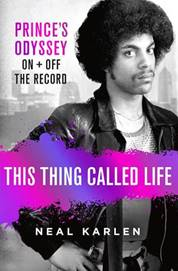 PRINCE'S
ODYSSEY
ON + OFF
THE RECORD
THIS THING CALLED LIFE
NEAL KARLEN